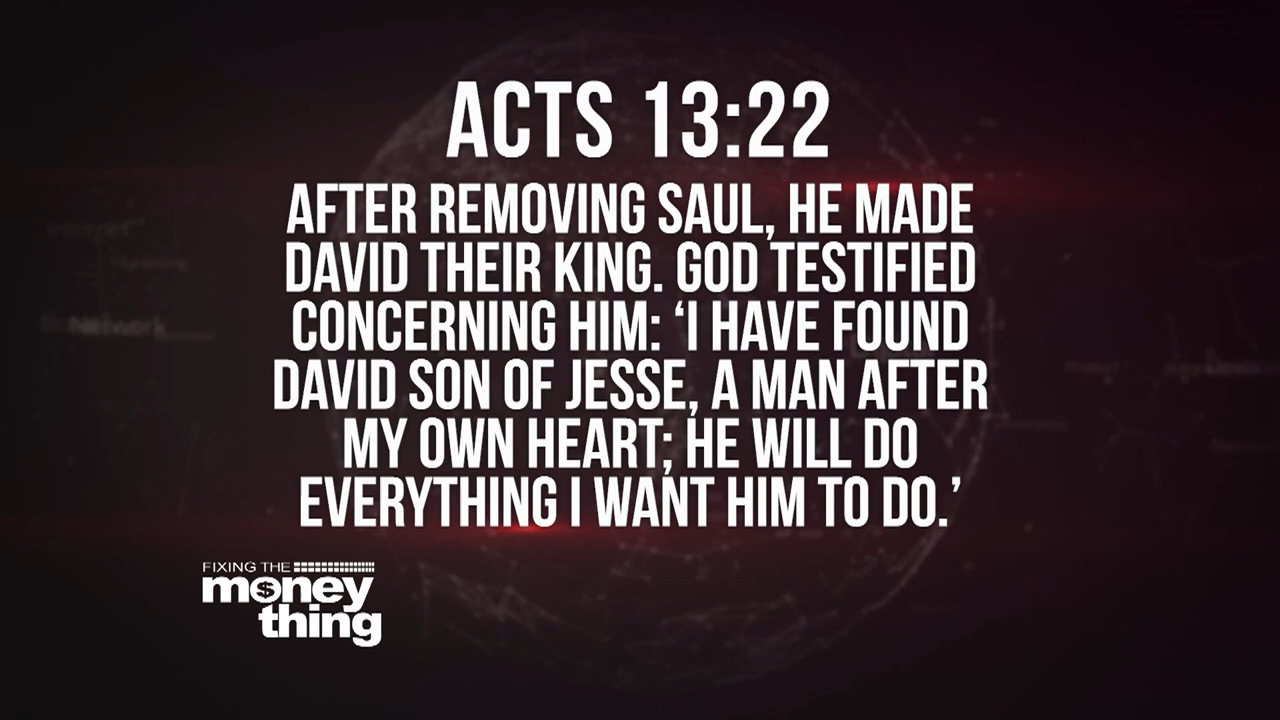 ACTS 13:22
AFTER REMOVING SAUL, HE MADE
DAVID THEIR KING. GOD TESTIFIED
CONCERNING HIM: ‘I HAVE FOUND
DAVID SON OF JESSE, A MAN AFTER
MY OWN HEART; HE WILL DO
EVERYTHING I WANT HIM TO DO.’
Network
FIXING THE
money
thing